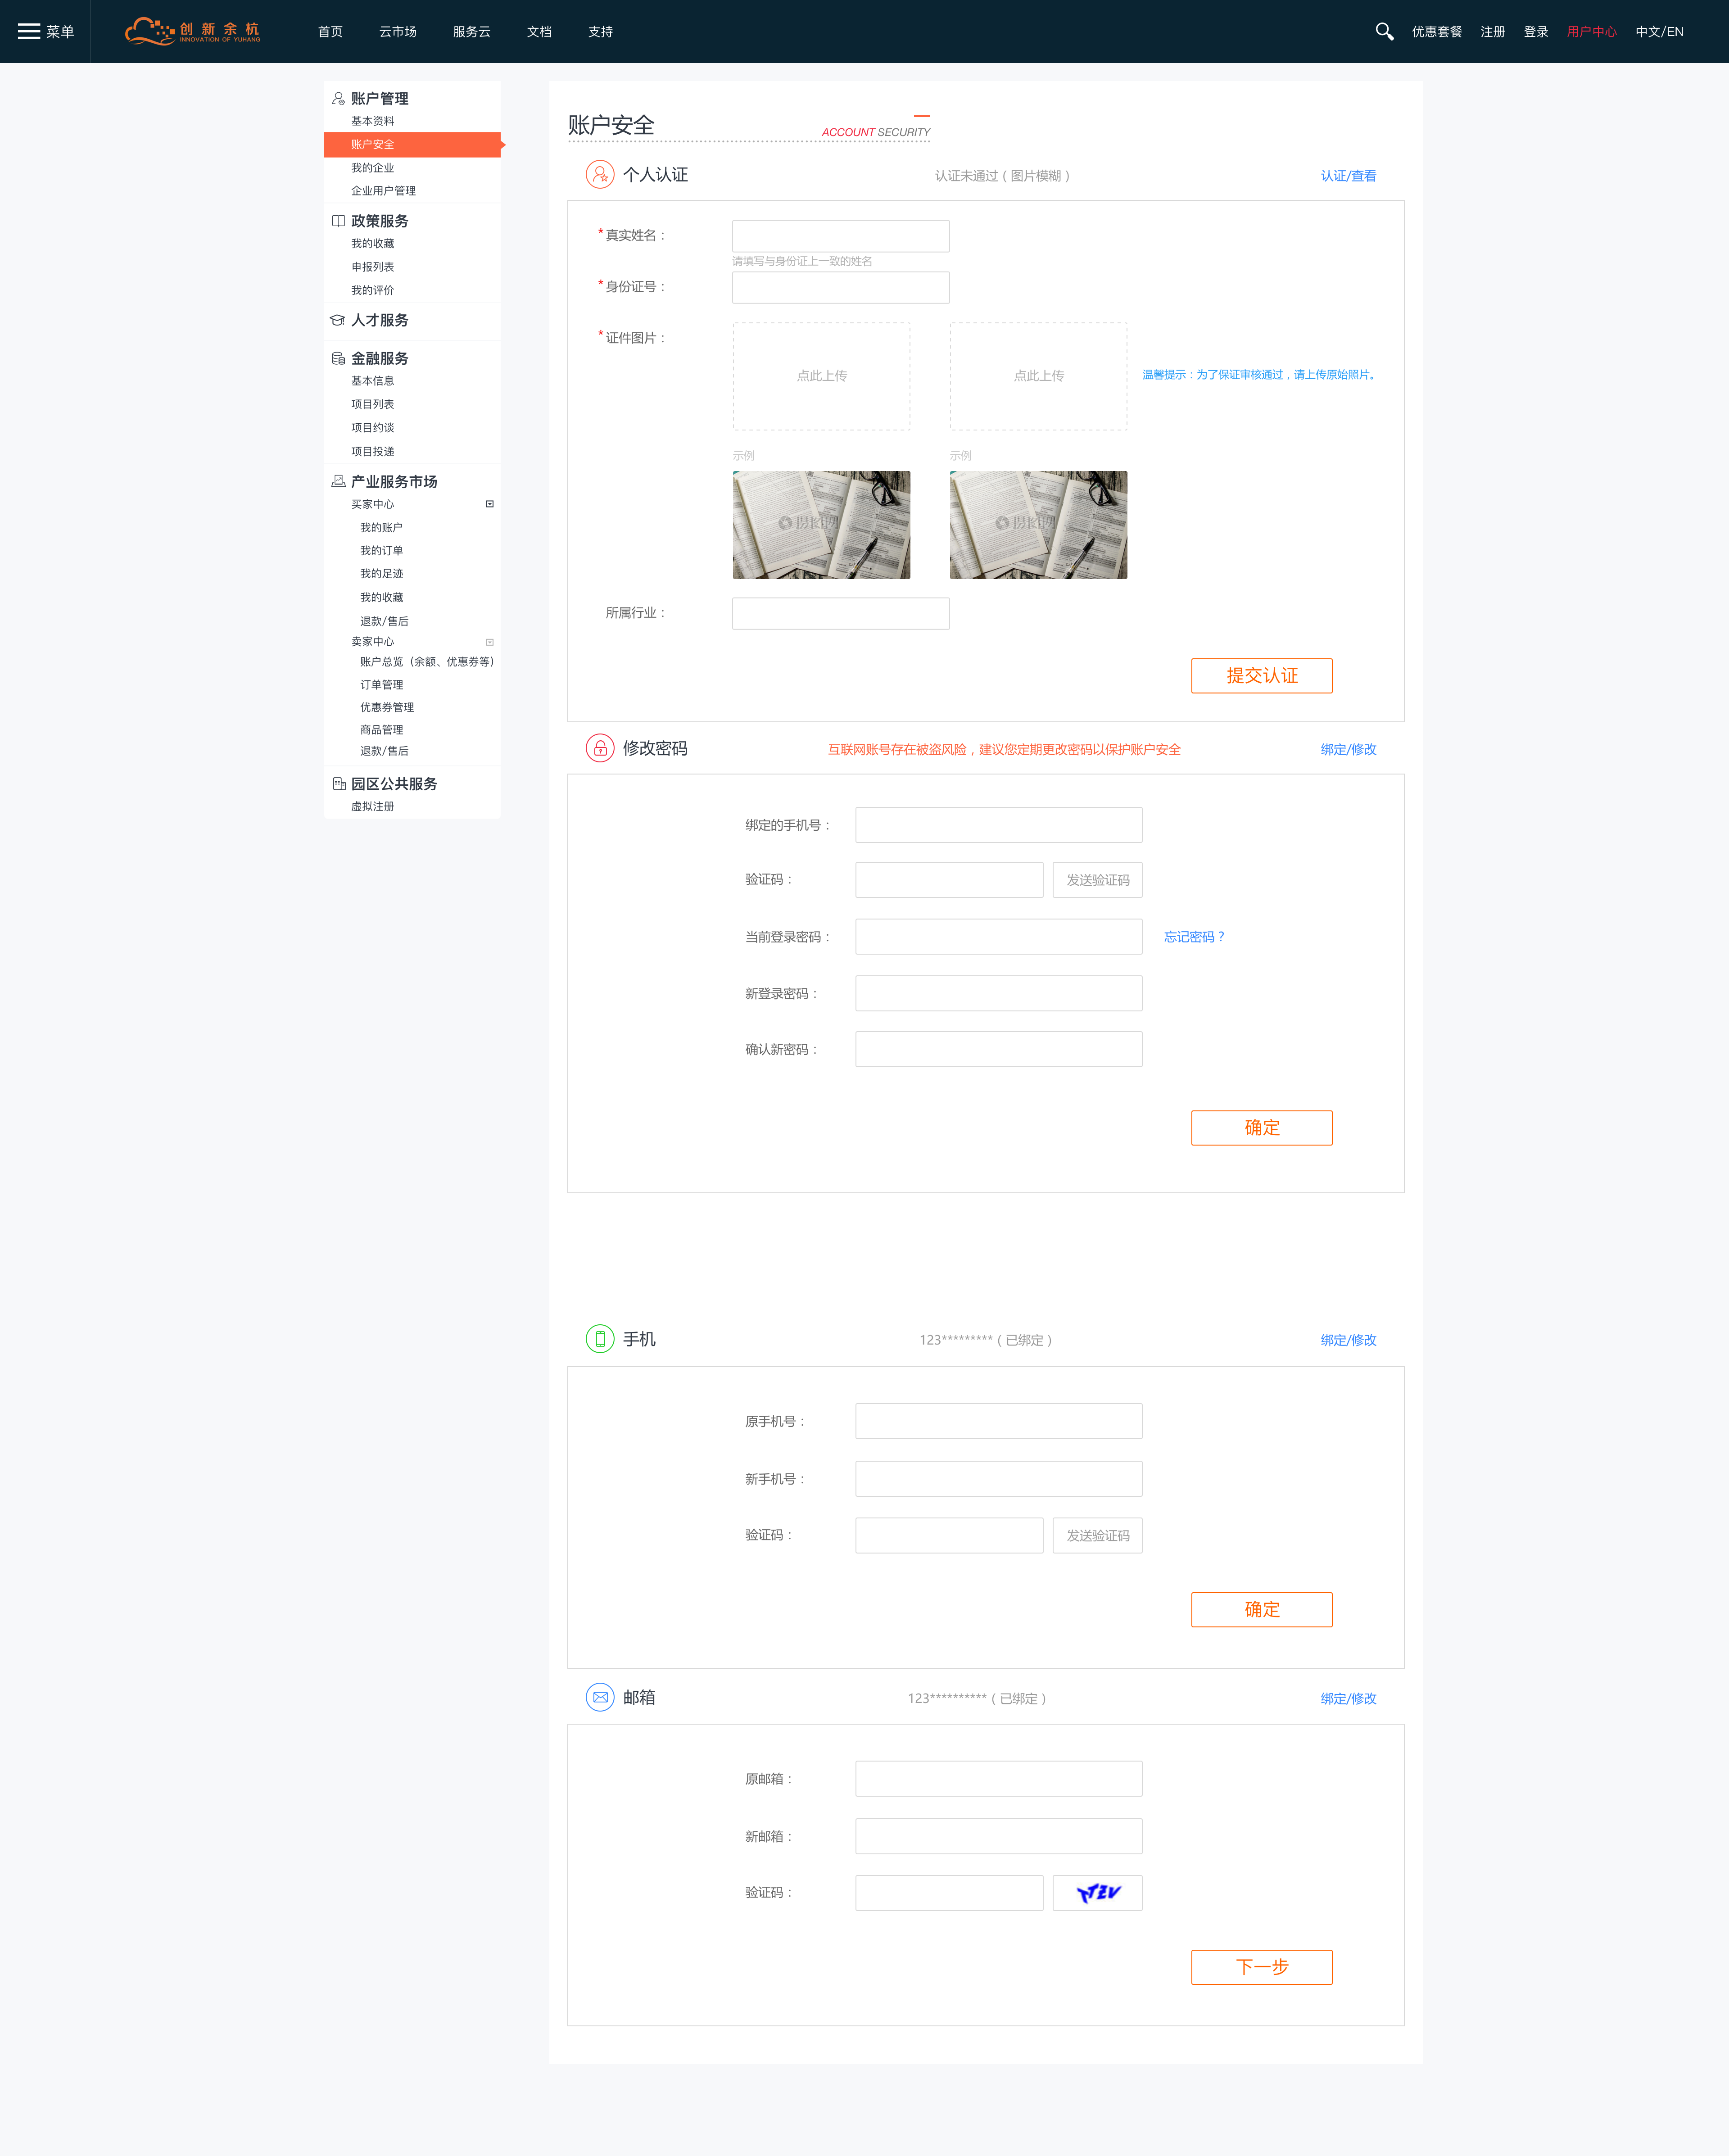 菜单
创新余杭
INNOVATION OF YUHANG
首页 云市场 服务云 文档 支持
优惠套餐 注册 登录 用户中心 中文/EN
账户管理
基本资料
账户安全
我的企业
企业用户管理
政策服务
我的收藏
申报列表
我的评价
人才服务
金融服务
基本信息
项目列表
项目约谈
项目投递
产业服务市场
买家中心
我的账户
我的订单
我的足迹
我的收藏
退款/售后
卖家中心
账户总览（余额、优惠券等）
订单管理
优惠券管理
商品管理
退款/售后
园区公共服务
虚拟注册
账户安全
ACCOUNT SECURITY
个人认证 认证未通过（图片模糊） 认证/查看
*真实姓名：
请填写与身份证上一致的姓名
*身份证号：
*证件图片：
点此上传 点此上传 温馨提示：为了保证审核通过，请上传原始照片。
示例 示例
所属行业：
提交认证
修改密码 互联网账号存在被盗风险，建议您定期更改密码以保护账户安全 绑定/修改
绑定的手机号：
验证码： 发送验证码
当前登录密码： 忘记密码？
新登录密码：
确认新密码：
确定
手机 123*********（已绑定） 绑定/修改
原手机号：
新手机号：
验证码： 发送验证码
确定
邮箱 123**********（已绑定） 绑定/修改
原邮箱：
新邮箱：
验证码：
下一步